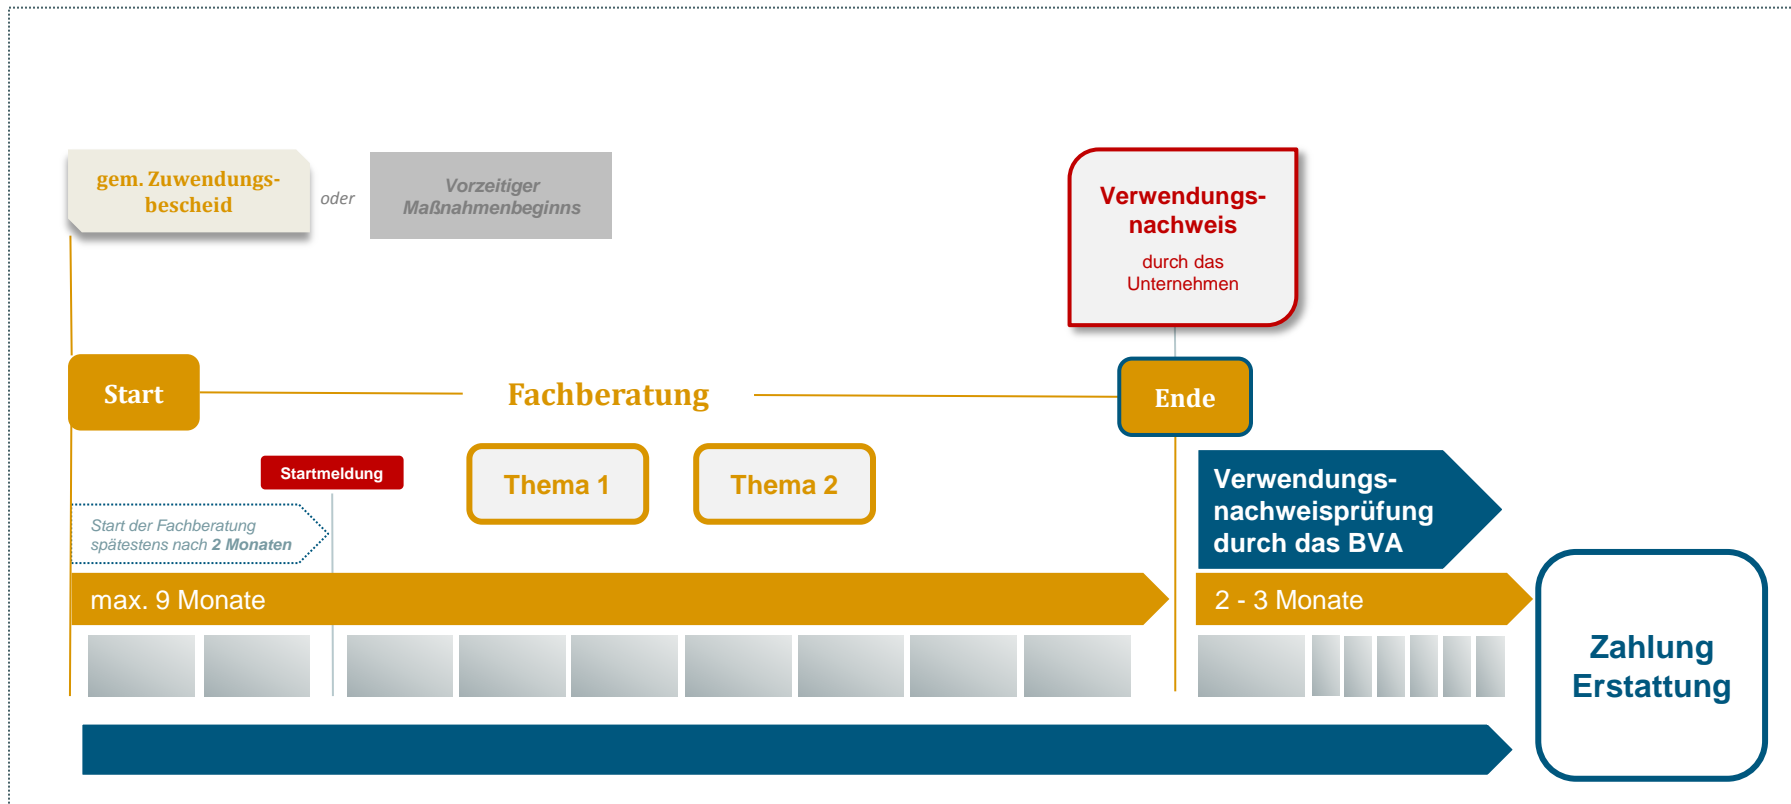 gem. Zuwendungs-
bescheid
oder
Vorzeitiger
Maßnahmenbeginns
Verwendungs-
nachweis
durch das
Unternehmen
Start
Fachberatung
Ende
Startmeldung
Thema 1
Thema 2
Start der Fachberatung
spätestens nach 2 Monaten
Verwendungs-
nachweisprüfung
durch das BVA
max. 9 Monate
2 - 3 Monate
Zahlung
Erstattung